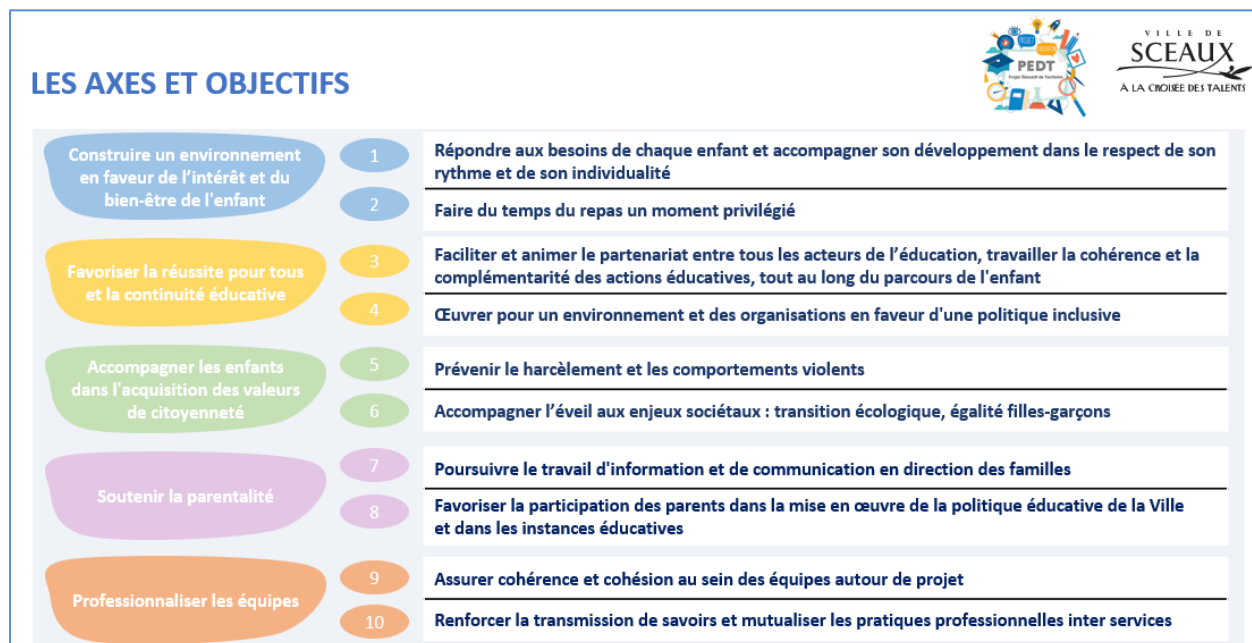 LES AXES ET OBJECTIFS
PEDT
Projet Éducatif de Territoire
VILLE DE
SCEAUX
À LA CROISÉE DES TALENTS
Construire un environnement
en faveur de l'intérêt et du
bien-être de l'enfant
1
Répondre aux besoins de chaque enfant et accompagner son développement dans le respect de son
rythme et de son individualité
2
Faire du temps du repas un moment privilégié
Favoriser la réussite pour tous
et la continuité éducative
3
Faciliter et animer le partenariat entre tous les acteurs de l'éducation, travailler la cohérence et la
complémentarité des actions éducatives, tout au long du parcours de l'enfant
4
Œuvrer pour un environnement et des organisations en faveur d'une politique inclusive
Accompagner les enfants
dans l'acquisition des valeurs
de citoyenneté
5
Prévenir le harcèlement et les comportements violents
6
Accompagner l'éveil aux enjeux sociétaux : transition écologique, égalité filles-garçons
Soutenir la parentalité
7
Poursuivre le travail d'information et de communication en direction des familles
8
Favoriser la participation des parents dans la mise en œuvre de la politique éducative de la Ville
et dans les instances éducatives
Professionnaliser les équipes
9
Assurer cohérence et cohésion au sein des équipes autour de projet
10
Renforcer la transmission de savoirs et mutualiser les pratiques professionnelles inter services